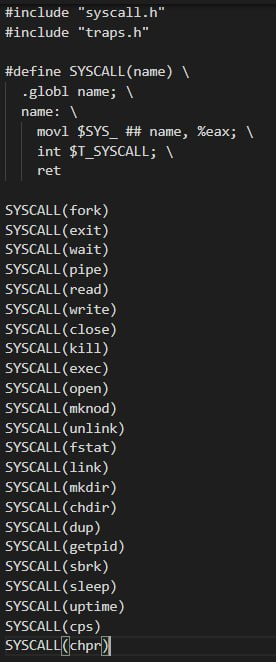 #include "syscall.h"
#include "traps.h"
#define SYSCALL(name) \
.globl name; \
name: \
movl $SYS_ ## name, %eax; \
int $T_SYSCALL; \
ret
SYSCALL(fork)
SYSCALL(exit)
SYSCALL(wait)
SYSCALL(pipe)
SYSCALL(read)
SYSCALL(write)
SYSCALL(close)
SYSCALL(kill)
SYSCALL(exec)
SYSCALL(open)
SYSCALL(mknod)
SYSCALL(unlink)
SYSCALL(fstat)
SYSCALL(link)
SYSCALL(mkdir)
SYSCALL(chdir)
SYSCALL(dup)
SYSCALL(getpid)
SYSCALL(sbrk)
SYSCALL(sleep)
SYSCALL(uptime)
SYSCALL(cps)
SYSCALL(chpr)